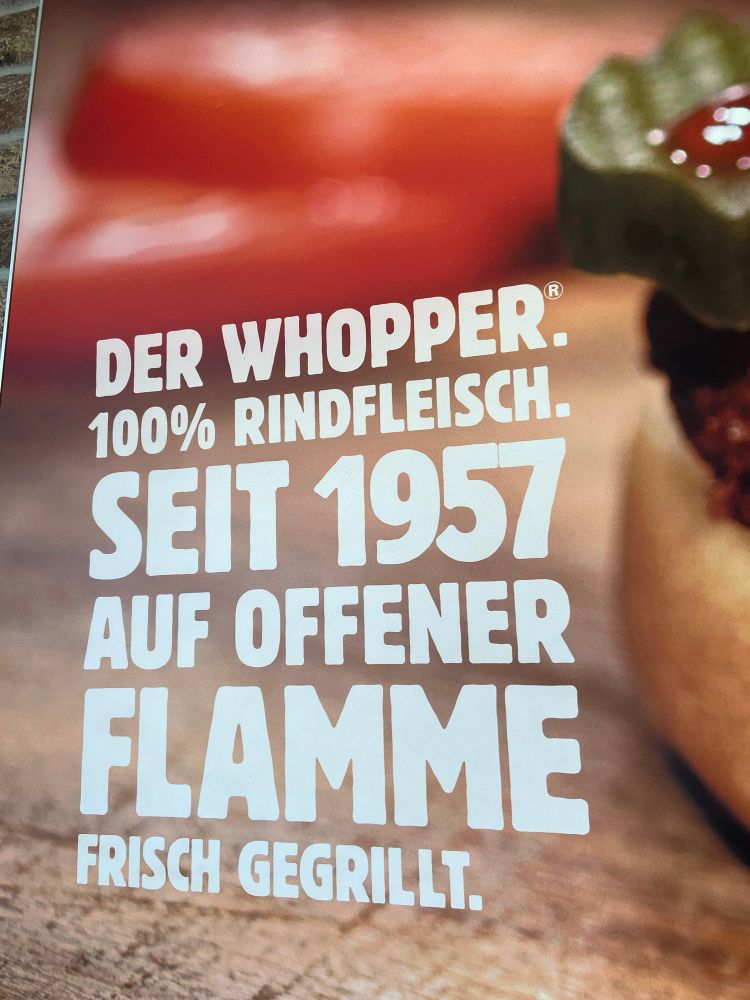 DER WHOPPER®.
100% RINDFLEISCH.
SEIT 1957
AUF OFFENER
FLAMME
FRISCH GEGRILLT.